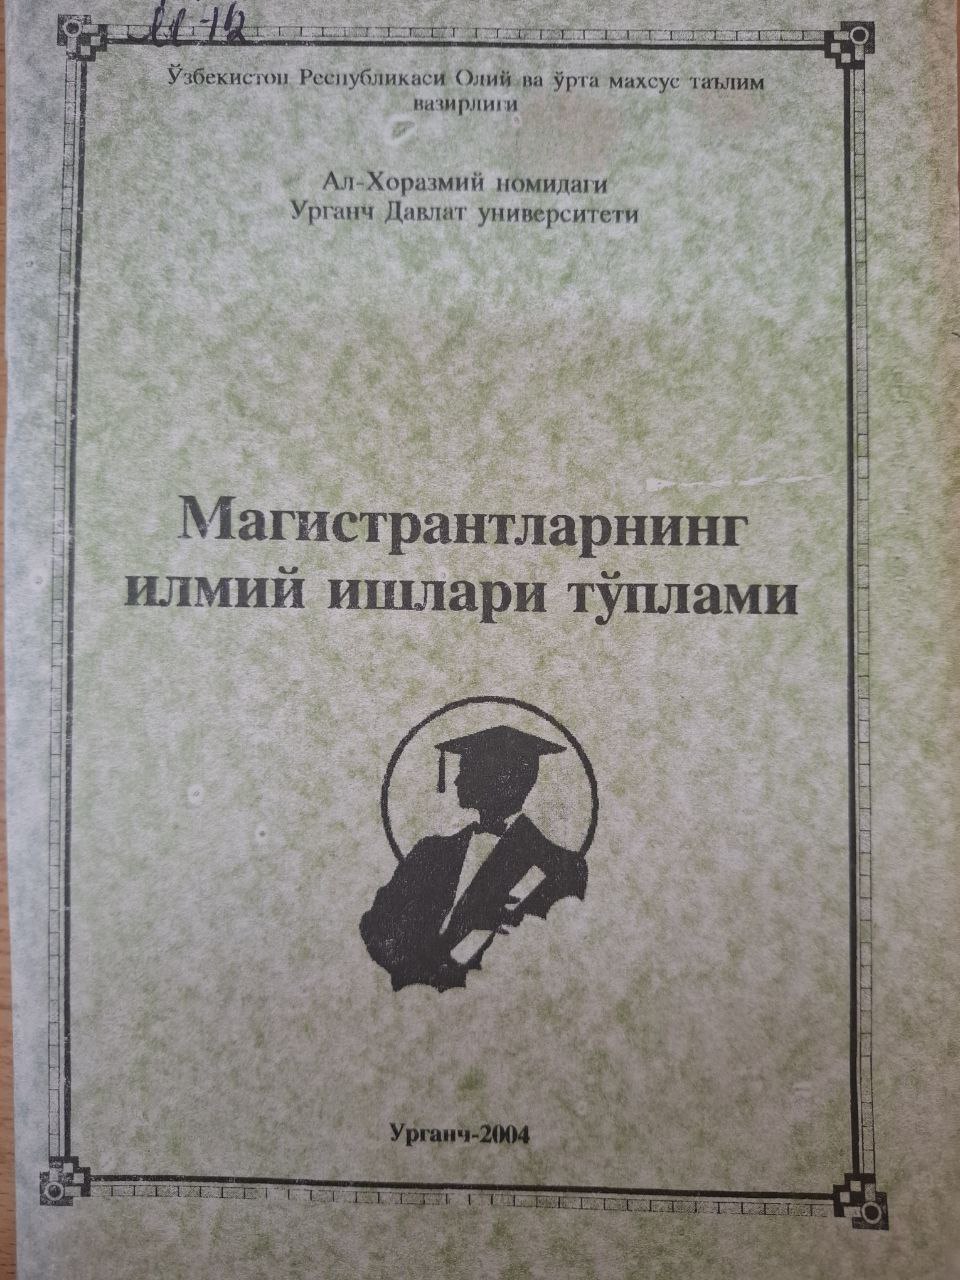 Ўзбекистон Республикаси Олий ва ўрта махсус таълим
вазирлиги
Ал-Хоразмий номидаги
Урганч Давлат университети
Магистрантларнинг
илмий ишлари тўплами
Урганч-2004